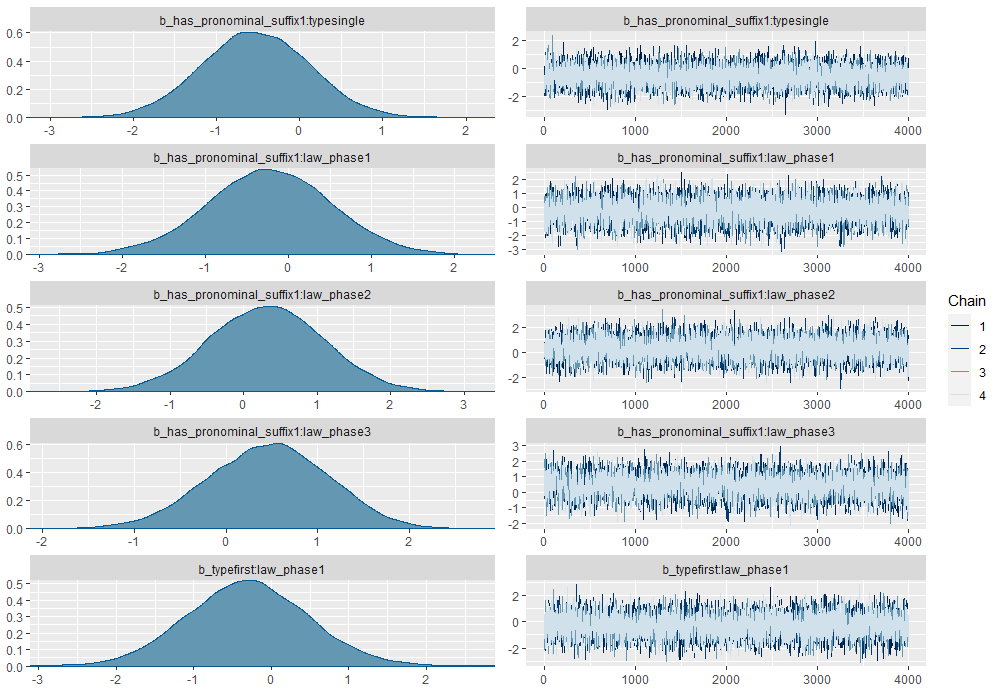 b_has_pronominal_suffix1:typesingle
b_has_pronominal_suffix1:typesingle
0.6
0.4
0.2
0.0
-3 -2 -1 0 1 2
2
0
-2
0 1000 2000 3000 4000
b_has_pronominal_suffix1:law_phase1
b_has_pronominal_suffix1:law_phase1
0.5
0.4
0.3
0.2
0.1
0.0
-3 -2 -1 0 1 2
2
1
0
-1
-2
-3
0 1000 2000 3000 4000
b_has_pronominal_suffix1:law_phase2
b_has_pronominal_suffix1:law_phase2
0.5
0.4
0.3
0.2
0.1
0.0
-2 -1 0 1 2 3
2
0
-2
0 1000 2000 3000 4000
b_has_pronominal_suffix1:law_phase3
b_has_pronominal_suffix1:law_phase3
0.6
0.4
0.2
0.0
-2 -1 0 1 2
3
2
1
0
-1
-2
0 1000 2000 3000 4000
b_typefirst:law_phase1
b_typefirst:law_phase1
0.5
0.4
0.3
0.2
0.1
0.0
-3 -2 -1 0 1 2
2
0
-2
0 1000 2000 3000 4000
Chain
1
2
3
4